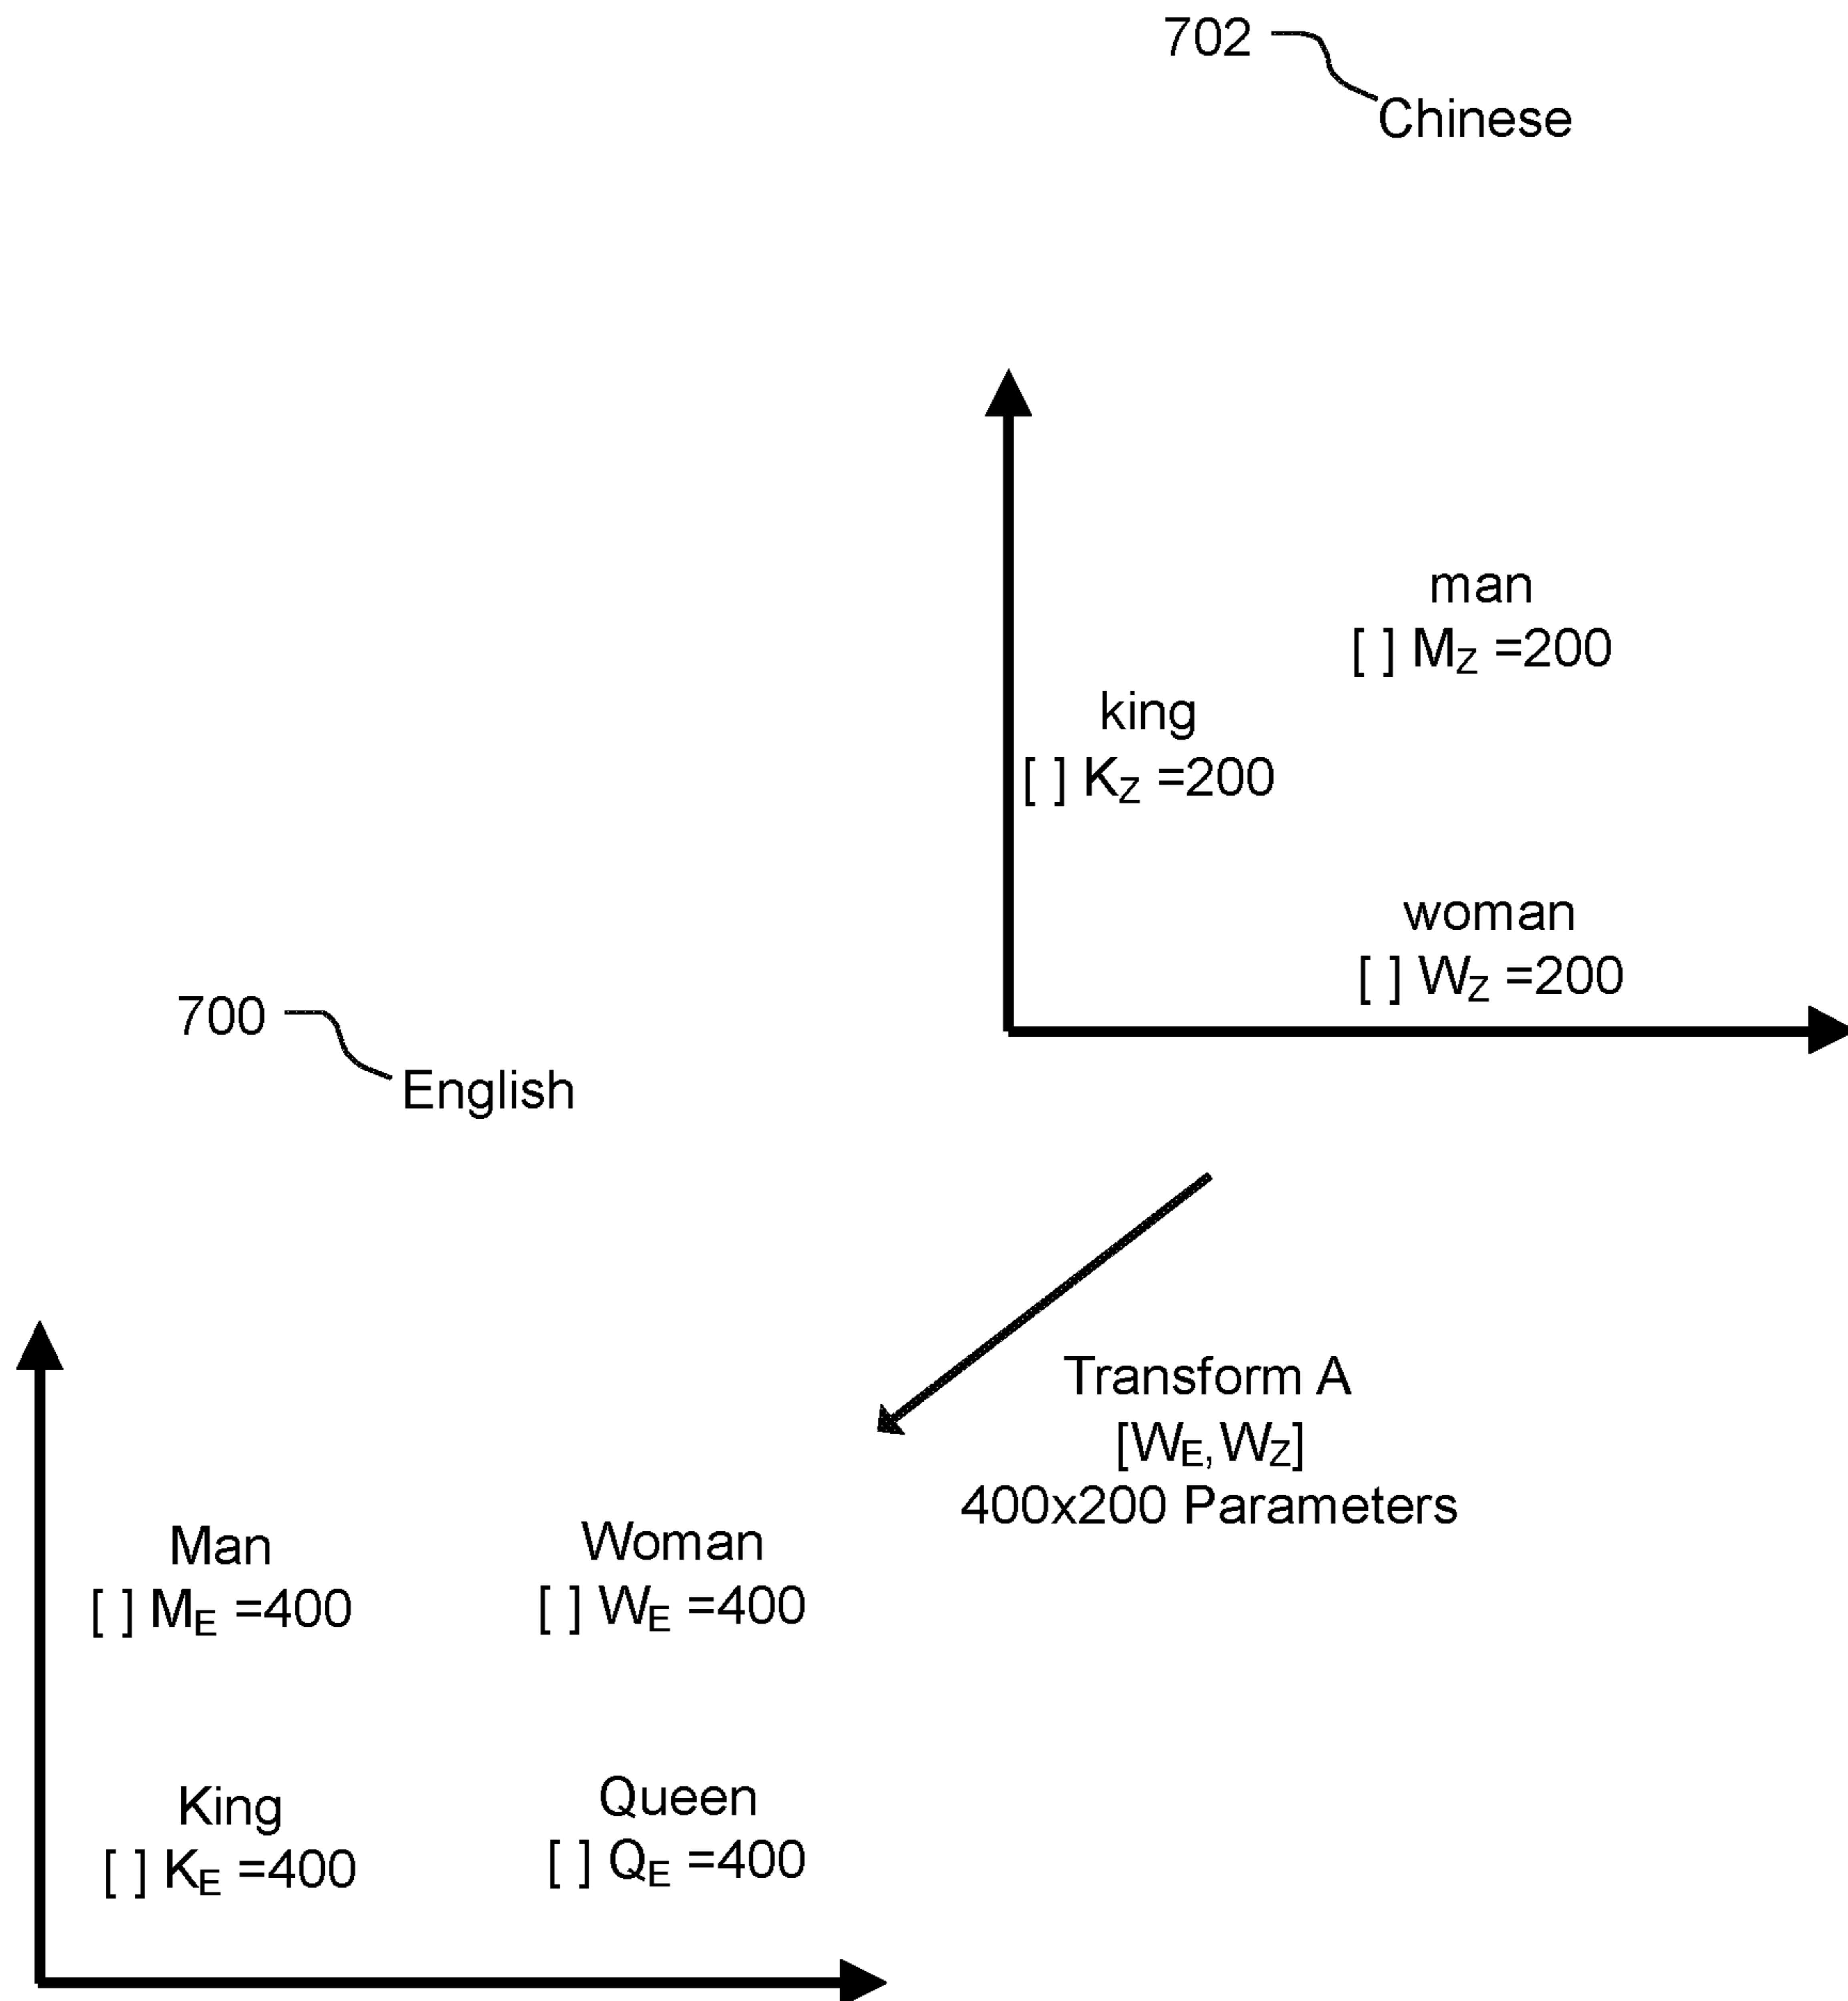 702
Chinese
man
[ ] MZ =200
king
[ ] KZ =200
woman
[ ] WZ =200
700
English
Transform A
[WE, WZ]
400x200 Parameters
Man
[ ] ME =400
Woman
[ ] WE =400
King
[ ] KE =400
Queen
[ ] QE =400